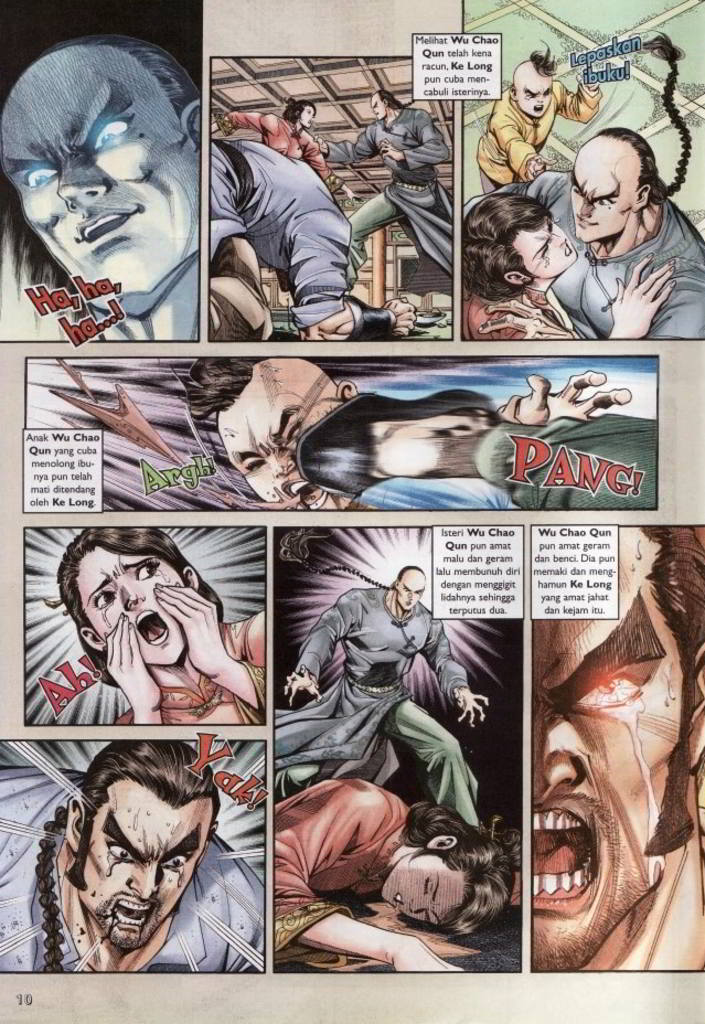 Ha, ha,
ha...!
Melihat Wu Chao
Qun telah kena
racun, Ke Long
pun cuba men-
cabuli isterinya.
Lepaskan
ibuku!
Anak Wu Chao
Qun yang cuba
menolong ibu-
nya pun telah
mati ditendang
oleh Ke Long.
Argh!
PANG!
Ah!
Isteri Wu Chao
Qun pun amat
malu dan geram
lalu membunuh diri
dengan menggigit
lidahnya sehingga
terputus dua.
Wu Chao Qun
pun amat geram
dan benci. Dia pun
memaki dan meng-
hamun Ke Long
yang amat jahat
dan kejam itu.
Yak!
10